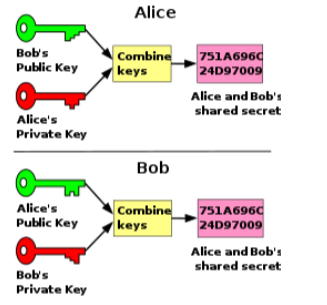 Alice
Bob's
Public Key
Combine
keys
751A696C
24D97009
Alice's
Private Key
Alice and Bob's
shared secret
Bob
Alice's
Public Key
Combine
keys
751A696C
24D97009
Bob's
Private Key
Alice and Bob's
shared secret